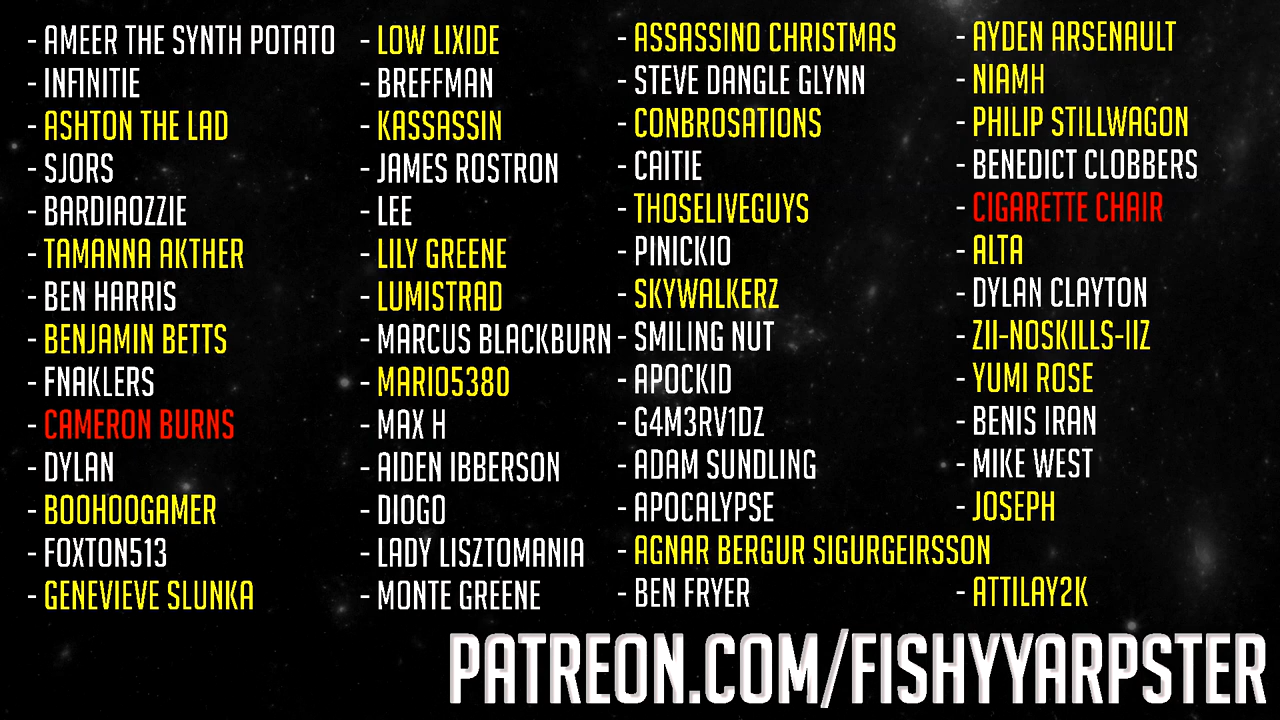 - AMEER THE SYNTH POTATO
- INFINITIE
- ASHTON THE LAD
- SJORS
- BARDIAOZZIE
- TAMANNA AKTHER
- BEN HARRIS
- BENJAMIN BETTS
- FNAKLERS
- CAMERON BURNS
- DYLAN
- BOOHOOGAMER
- FOXTON513
- GENEVIEVE SLUNKA
- LOW LIXIDE
- BREFFMAN
- KASSASSIN
- JAMES ROSTRON
- LEE
- LILY GREENE
- LUMISTRAD
- MARCUS BLACKBURN
- MARIO5380
- MAX H
- AIDEN IBBERSON
- DIOGO
- LADY LISZTOMANIA
- MONTE GREENE
- ASSASSINO CHRISTMAS
- STEVE DANGLE GLYNN
- CONBROSATIONS
- CAITIE
- THOSELIVEGUYS
- PINICKIO
- SKYWALKERZ
- SMILING NUT
- APOCKID
- G4M3RV1DZ
- ADAM SUNDLING
- APOCALYPSE
- AGNAR BERGUR SIGURGEIRSSON
- BEN FRYER
- AYDEN ARSENAULT
- NIAMH
- PHILIP STILLWAGON
- BENEDICT CLOBBERS
- CIGARETTE CHAIR
- ALTA
- DYLAN CLAYTON
- ZII-NOSKILLS-IIZ
- YUMI ROSE
- BENIS IRAN
- MIKE WEST
- JOSEPH
- ATTILAY2K
PATREON.COM/FISHYYARPSTER